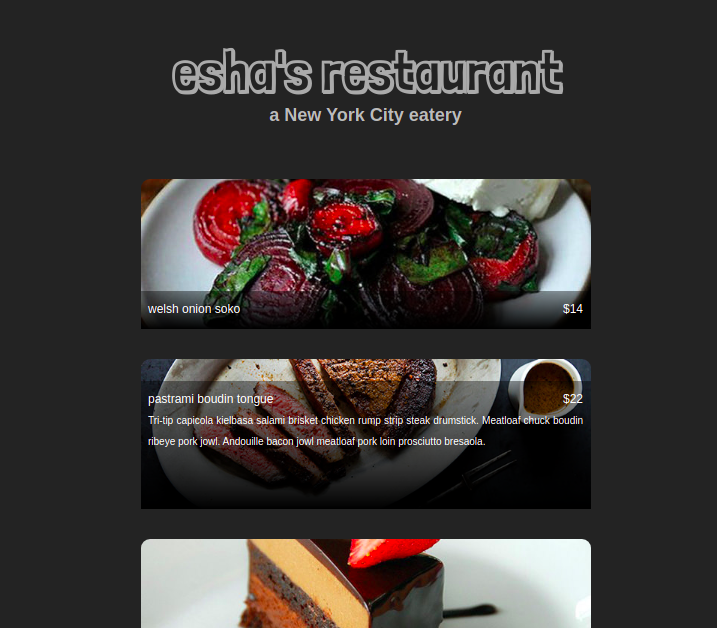 esha's restaurant
a New York City eatery
welsh onion soko $14
pastrami boudin tongue $22
Tri-tip capicola kielbasa salami brisket chicken rump strip steak drumstick. Meatloaf chuck boudin
ribeye pork jowl. Andouille bacon jowl meatloaf pork loin prosciutto bresaola.